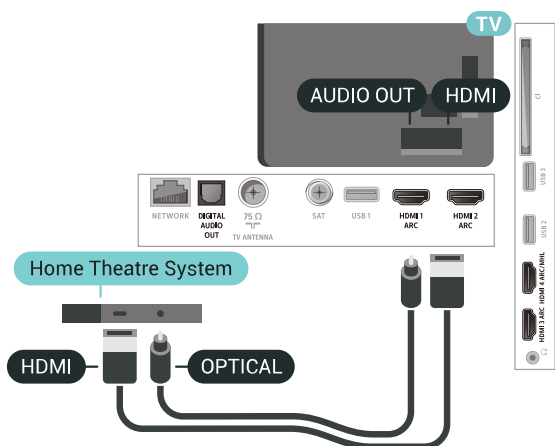 TV
AUDIO OUT
HDMI
CI
USB 3
USB 2
HDMI 4 ARC/MHL
HDMI 3 ARC
NETWORK
DIGITAL
AUDIO
OUT
75 Ω
TV ANTENNA
SAT
USB 1
HDMI 1
ARC
HDMI 2
ARC
Home Theatre System
HDMI
OPTICAL